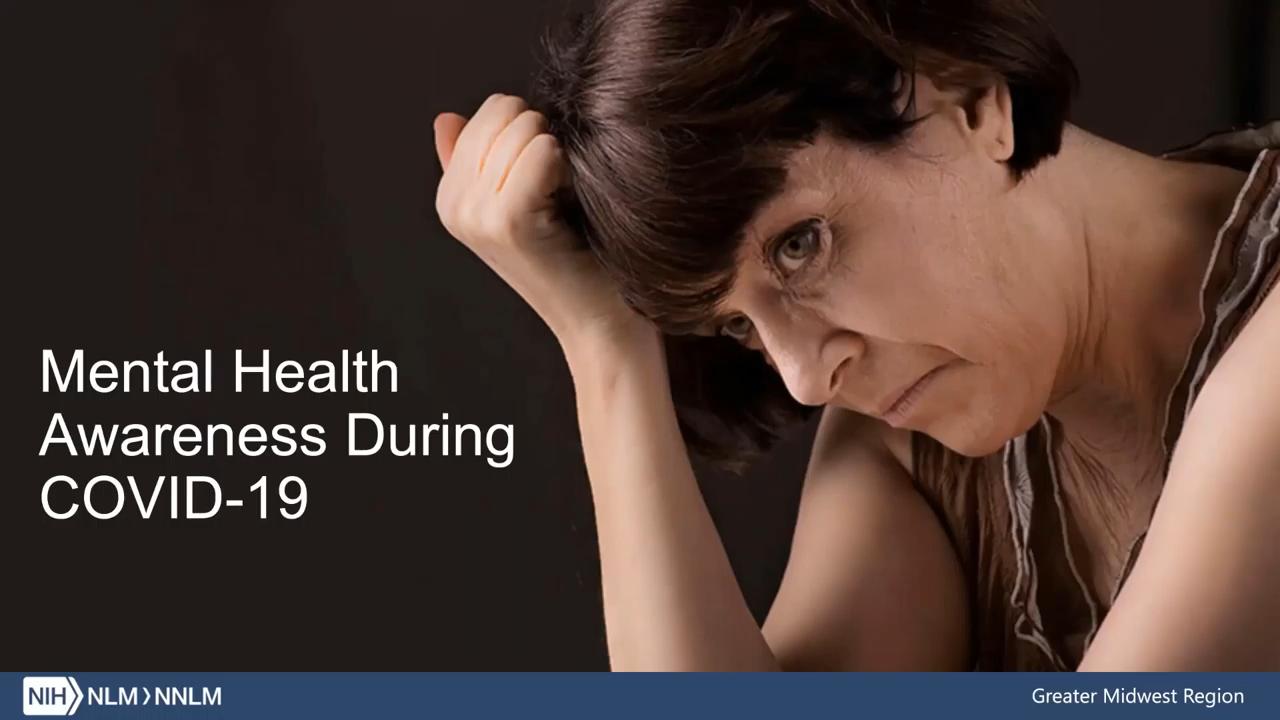 Mental Health
Awareness During
COVID-19
NIH NLM NNLM
Greater Midwest Region